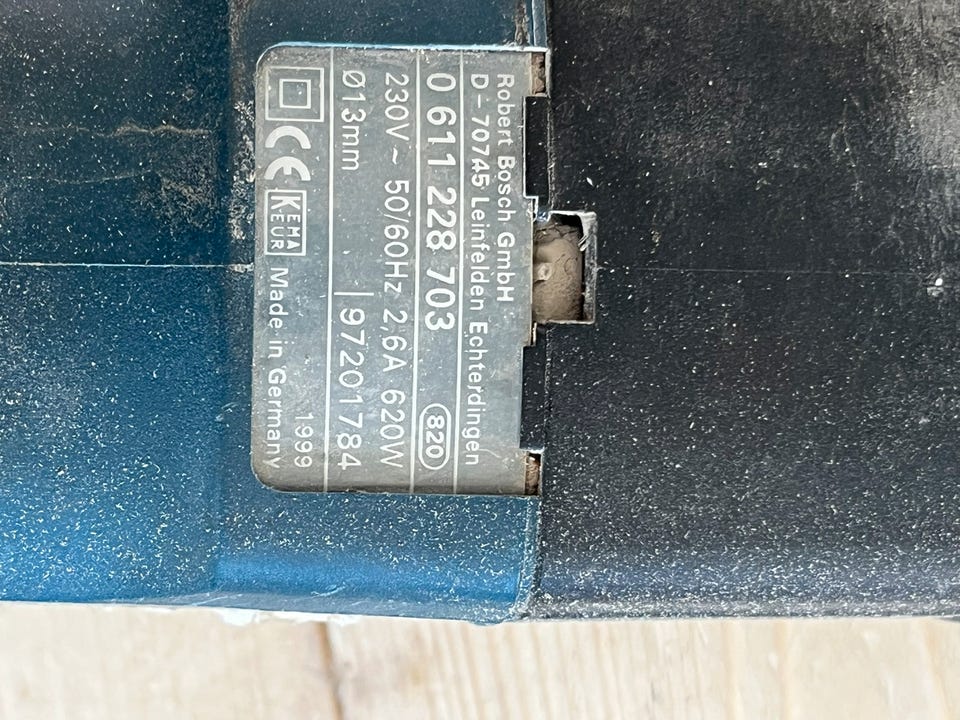 Robert Bosch GmbH
D-70745 Leinfelden Echterdingen
0 611 228 703 820
230V~ 50/60Hz 2,6A 620W
Ø13mm 197201784
1999
CE KEMA KEUR Made in Germany